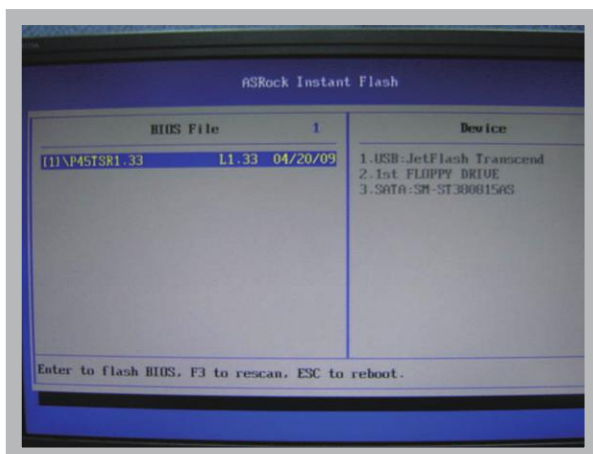 ASRock Instant Flash
BIOS File 1 Device
[1]\P45TSR1.33 L1.33 04/20/09
1.USB:JetFlash Transcend
2.1st FLOPPY DRIVE
3.SATA:SM-ST380815AS
Enter to flash BIOS, F3 to rescan, ESC to reboot.